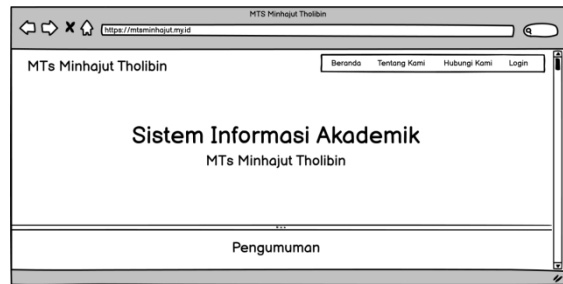 MTS Minhajut Tholibin
https://mtsminhajut.my.id
MTs Minhajut Tholibin
Beranda Tentang Kami Hubungi Kami Login
Sistem Informasi Akademik
MTs Minhajut Tholibin
Pengumuman